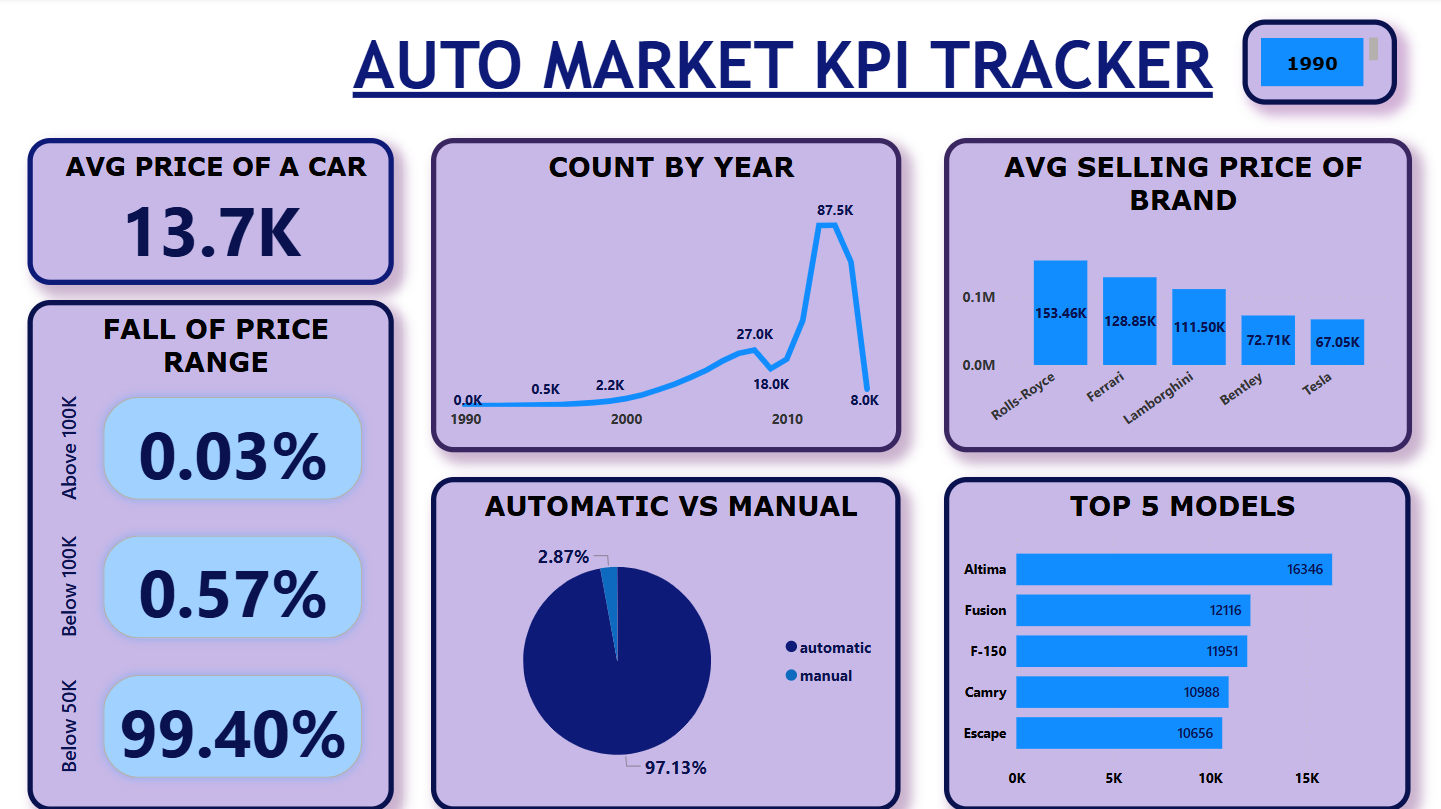 AUTO MARKET KPI TRACKER
1990
AVG PRICE OF A CAR
13.7K
FALL OF PRICE
RANGE
Above 100K
0.03%
Below 100K
0.57%
Below 50K
99.40%
COUNT BY YEAR
87.5K
27.0K
18.0K
0.0K
0.5K
2.2K
8.0K
1990
2000
2010
AVG SELLING PRICE OF
BRAND
0.1M
0.0M
153.46K
128.85K
111.50K
72.71K
67.05K
Rolls-Royce
Ferrari
Lamborghini
Bentley
Tesla
AUTOMATIC VS MANUAL
2.87%
automatic
manual
97.13%
TOP 5 MODELS
Altima 16346
Fusion 12116
F-150 11951
Camry 10988
Escape 10656
0K 5K 10K 15K